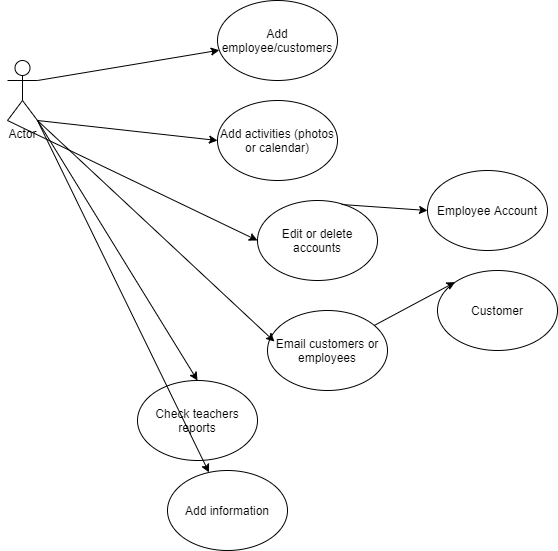 Add
employee/customers
Actor
Add activities (photos
or calendar)
Edit or delete
accounts
Employee Account
Customer
Email customers or
employees
Check teachers
reports
Add information